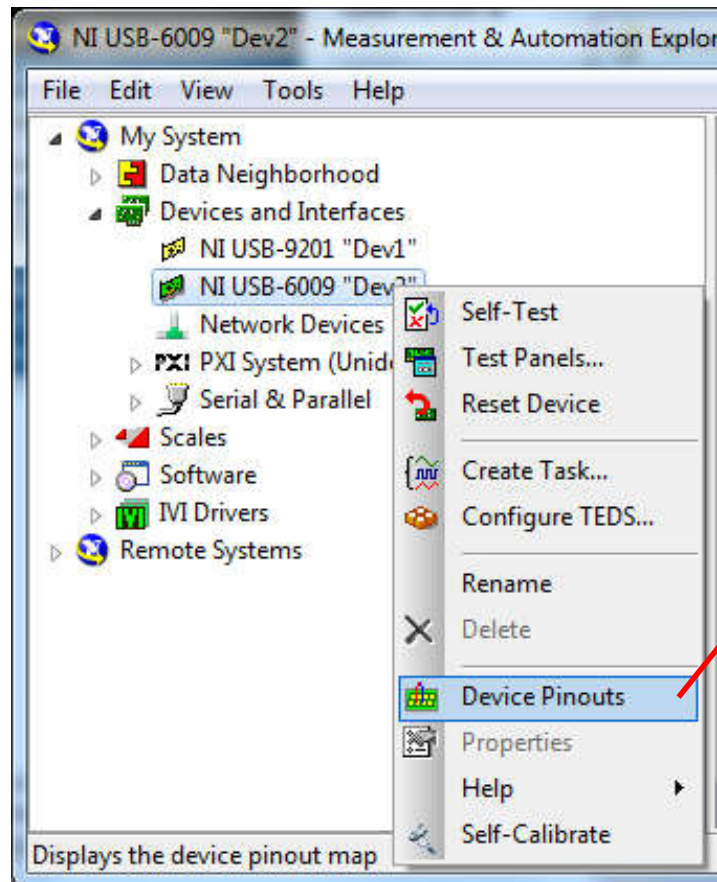 NI USB-6009 "Dev2" - Measurement & Automation Explor
File Edit View Tools Help
My System
Data Neighborhood
Devices and Interfaces
NI USB-9201 "Dev1"
NI USB-6009 "Dev2"
Network Devices
PXI PXI System (Unid
Serial & Parallel
Scales
Software
IVI IVI Drivers
Remote Systems
Self-Test
Test Panels...
Reset Device
Create Task...
Configure TEDS...
Rename
Delete
Device Pinouts
Properties
Help
Self-Calibrate
Displays the device pinout map